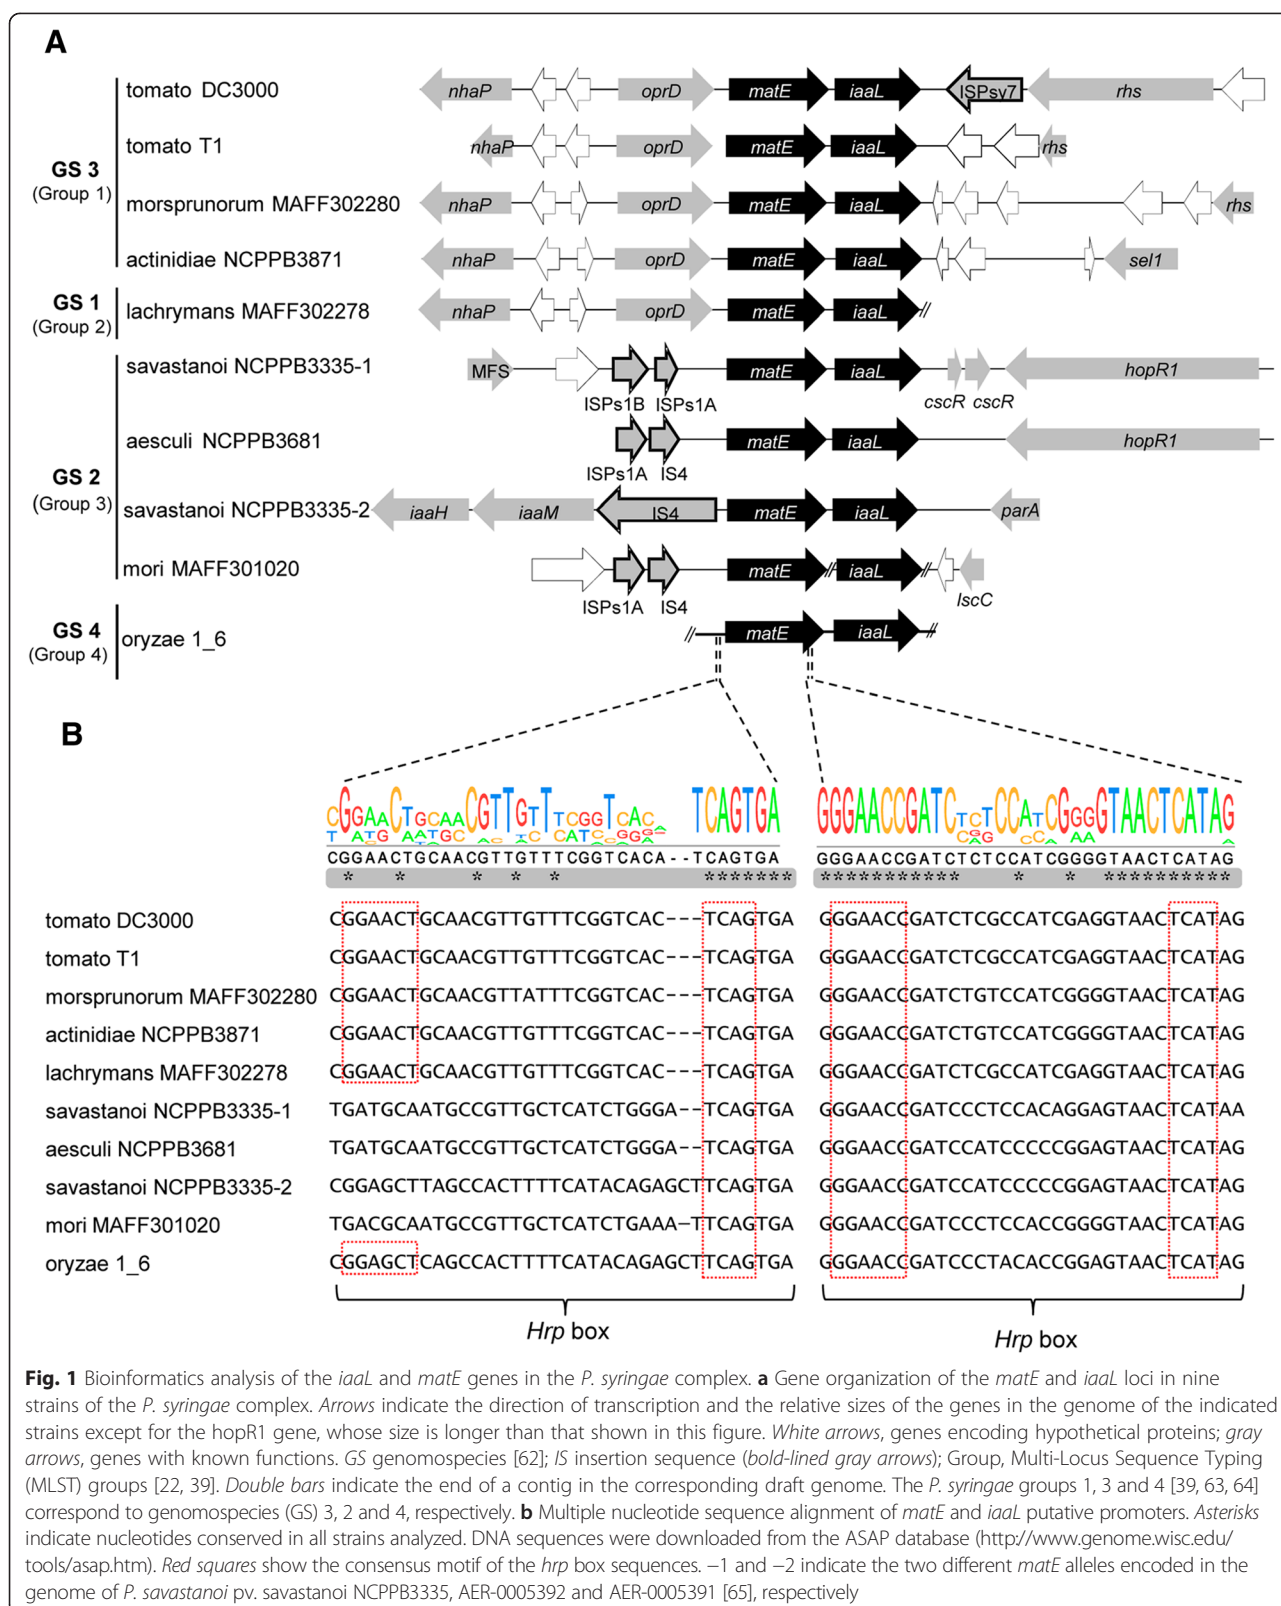 A
tomato DC3000 nhaP oprD matE iaaL ISPsy7 rhs
tomato T1 nhaP oprD matE iaaL rhs
GS 3
(Group 1)
morsprunorum MAFF302280 nhaP oprD matE iaaL rhs
actinidiae NCPPB3871 nhaP oprD matE iaaL sel1
GS 1
(Group 2)
lachrymans MAFF302278 nhaP oprD matE iaaL //
savastanoi NCPPB3335-1 MFS matE iaaL hopR1
ISPs1B ISPs1A cscR cscR
aesculi NCPPB3681 matE iaaL hopR1
ISPs1A IS4
GS 2
(Group 3)
savastanoi NCPPB3335-2 iaaH iaaM IS4 matE iaaL parA
mori MAFF301020 matE // iaaL //
ISPs1A IS4 IscC
GS 4
(Group 4)
oryzae 1_6 // matE iaaL //
B
CGGAACTGCAACGTTGTTTCGGTCACA--TCAGTGA GGGAACCGATCTCTCCATCGGGGTAACTCATAG
* * * * * ******* *********** * * **********
tomato DC3000 CGGAACTGCAACGTTGTTTCGGTCAC---TCAGTGA GGGAACCGATCTCGCCATCGAGGTAACTCATAG
tomato T1 CGGAACTGCAACGTTGTTTCGGTCAC---TCAGTGA GGGAACCGATCTCGCCATCGAGGTAACTCATAG
morsprunorum MAFF302280 CGGAACTGCAACGTTATTTCGGTCAC---TCAGTGA GGGAACCGATCTGTCCATCGGGGTAACTCATAG
actinidiae NCPPB3871 CGGAACTGCAACGTTGTTTCGGTCAC---TCAGTGA GGGAACCGATCTGTCCATCGGGGTAACTCATAG
lachrymans MAFF302278 CGGAACTGCAACGTTGTTTCGGTCAC---TCAGTGA GGGAACCGATCTCGCCATCGAGGTAACTCATAG
savastanoi NCPPB3335-1 TGATGCAATGCCGTTGCTCATCTGGGA--TCAGTGA GGGAACCGATCCCTCCACAGGAGTAACTCATAA
aesculi NCPPB3681 TGATGCAATGCCGTTGCTCATCTGGGA--TCAGTGA GGGAACCGATCCATCCCCCGGAGTAACTCATAG
savastanoi NCPPB3335-2 CGGAGCTTAGCCACTTTTCATACAGAGCTTCAGTGA GGGAACCGATCCATCCCCCGGAGTAACTCATAG
mori MAFF301020 TGACGCAATGCCGTTGCTCATCTGAAA-TTCAGTGA GGGAACCGATCCCTCCACCGGGGTAACTCATAG
oryzae 1_6 CGGAGCTCAGCCACTTTTCATACAGAGCTTCAGTGA GGGAACCGATCCCTACACCGGAGTAACTCATAG
Hrp box Hrp box
Fig. 1 Bioinformatics analysis of the iaaL and matE genes in the P. syringae complex. a Gene organization of the matE and iaaL loci in nine
strains of the P. syringae complex. Arrows indicate the direction of transcription and the relative sizes of the genes in the genome of the indicated
strains except for the hopR1 gene, whose size is longer than that shown in this figure. White arrows, genes encoding hypothetical proteins; gray
arrows, genes with known functions. GS genomospecies [62]; IS insertion sequence (bold-lined gray arrows); Group, Multi-Locus Sequence Typing
(MLST) groups [22, 39]. Double bars indicate the end of a contig in the corresponding draft genome. The P. syringae groups 1, 3 and 4 [39, 63, 64]
correspond to genomospecies (GS) 3, 2 and 4, respectively. b Multiple nucleotide sequence alignment of matE and iaaL putative promoters. Asterisks
indicate nucleotides conserved in all strains analyzed. DNA sequences were downloaded from the ASAP database (http://www.genome.wisc.edu/
tools/asap.htm). Red squares show the consensus motif of the hrp box sequences. −1 and −2 indicate the two different matE alleles encoded in the
genome of P. savastanoi pv. savastanoi NCPPB3335, AER-0005392 and AER-0005391 [65], respectively